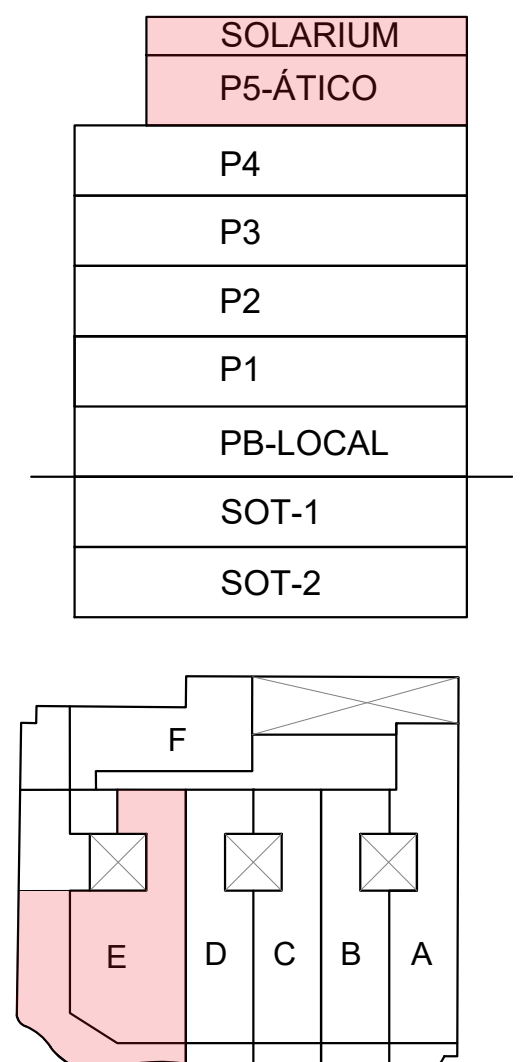 SOLARIUM
P5-ÁTICO
P4
P3
P2
P1
PB-LOCAL
SOT-1
SOT-2
F
E D C B A